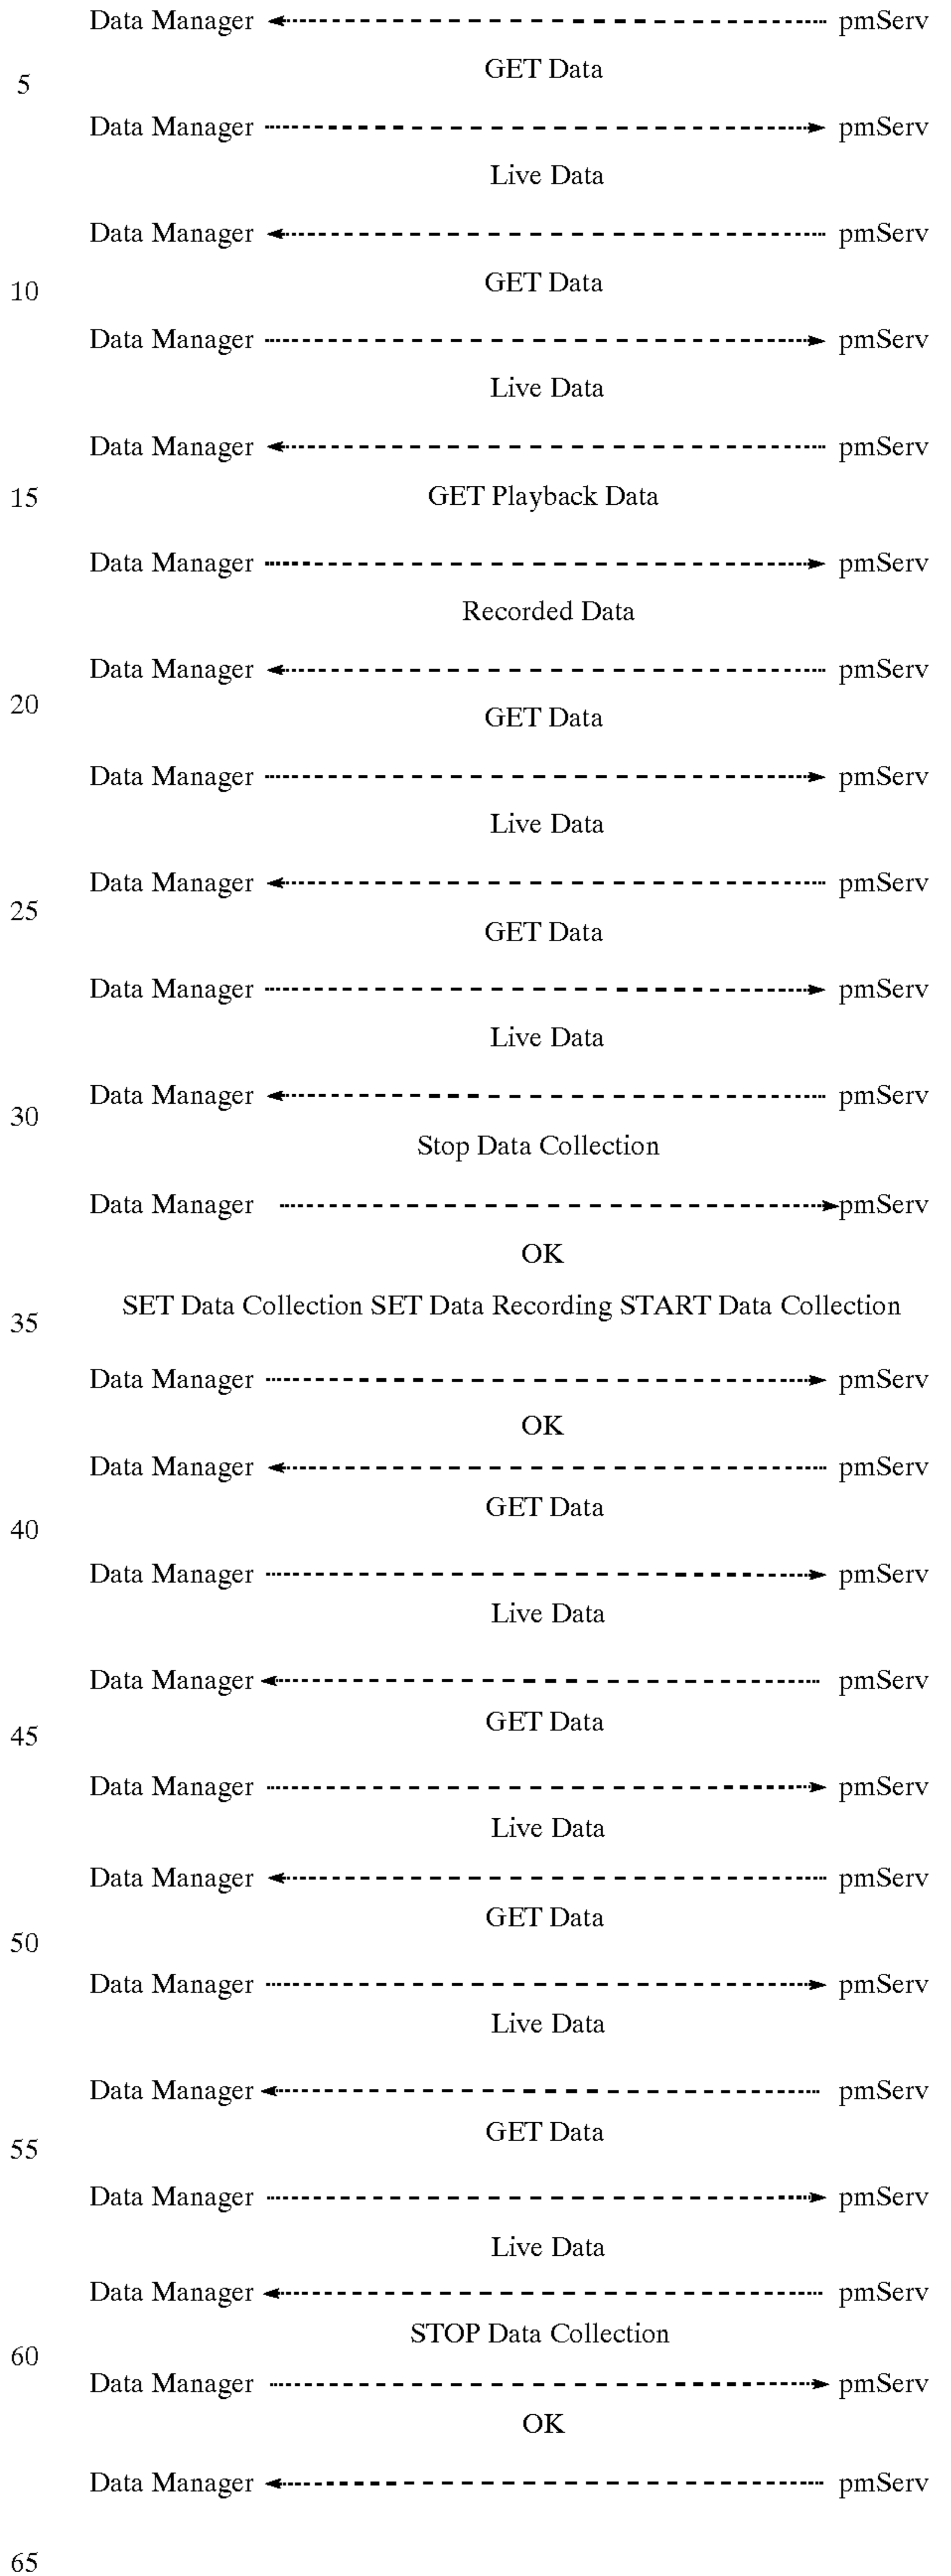 Data Manager pmServ
GET Data
5
Data Manager pmServ
Live Data
Data Manager pmServ
GET Data
10
Data Manager pmServ
Live Data
Data Manager pmServ
15 GET Playback Data
Data Manager pmServ
Recorded Data
Data Manager pmServ
20
GET Data
Data Manager pmServ
Live Data
Data Manager pmServ
25
GET Data
Data Manager pmServ
Live Data
Data Manager pmServ
30
Stop Data Collection
Data Manager pmServ
OK
SET Data Collection SET Data Recording START Data Collection
35
Data Manager pmServ
OK
Data Manager pmServ
GET Data
40
Data Manager pmServ
Live Data
Data Manager pmServ
GET Data
45
Data Manager pmServ
Live Data
Data Manager pmServ
GET Data
50
Data Manager pmServ
Live Data
Data Manager pmServ
GET Data
55
Data Manager pmServ
Live Data
Data Manager pmServ
STOP Data Collection
60
Data Manager pmServ
OK
Data Manager pmServ
65